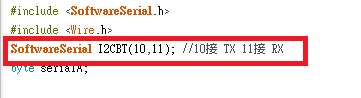 #include <SoftwareSerial.h>
#include <Wire.h>
SoftwareSerial I2CBT(10,11); //10接 TX 11接 RX
byte serialA;